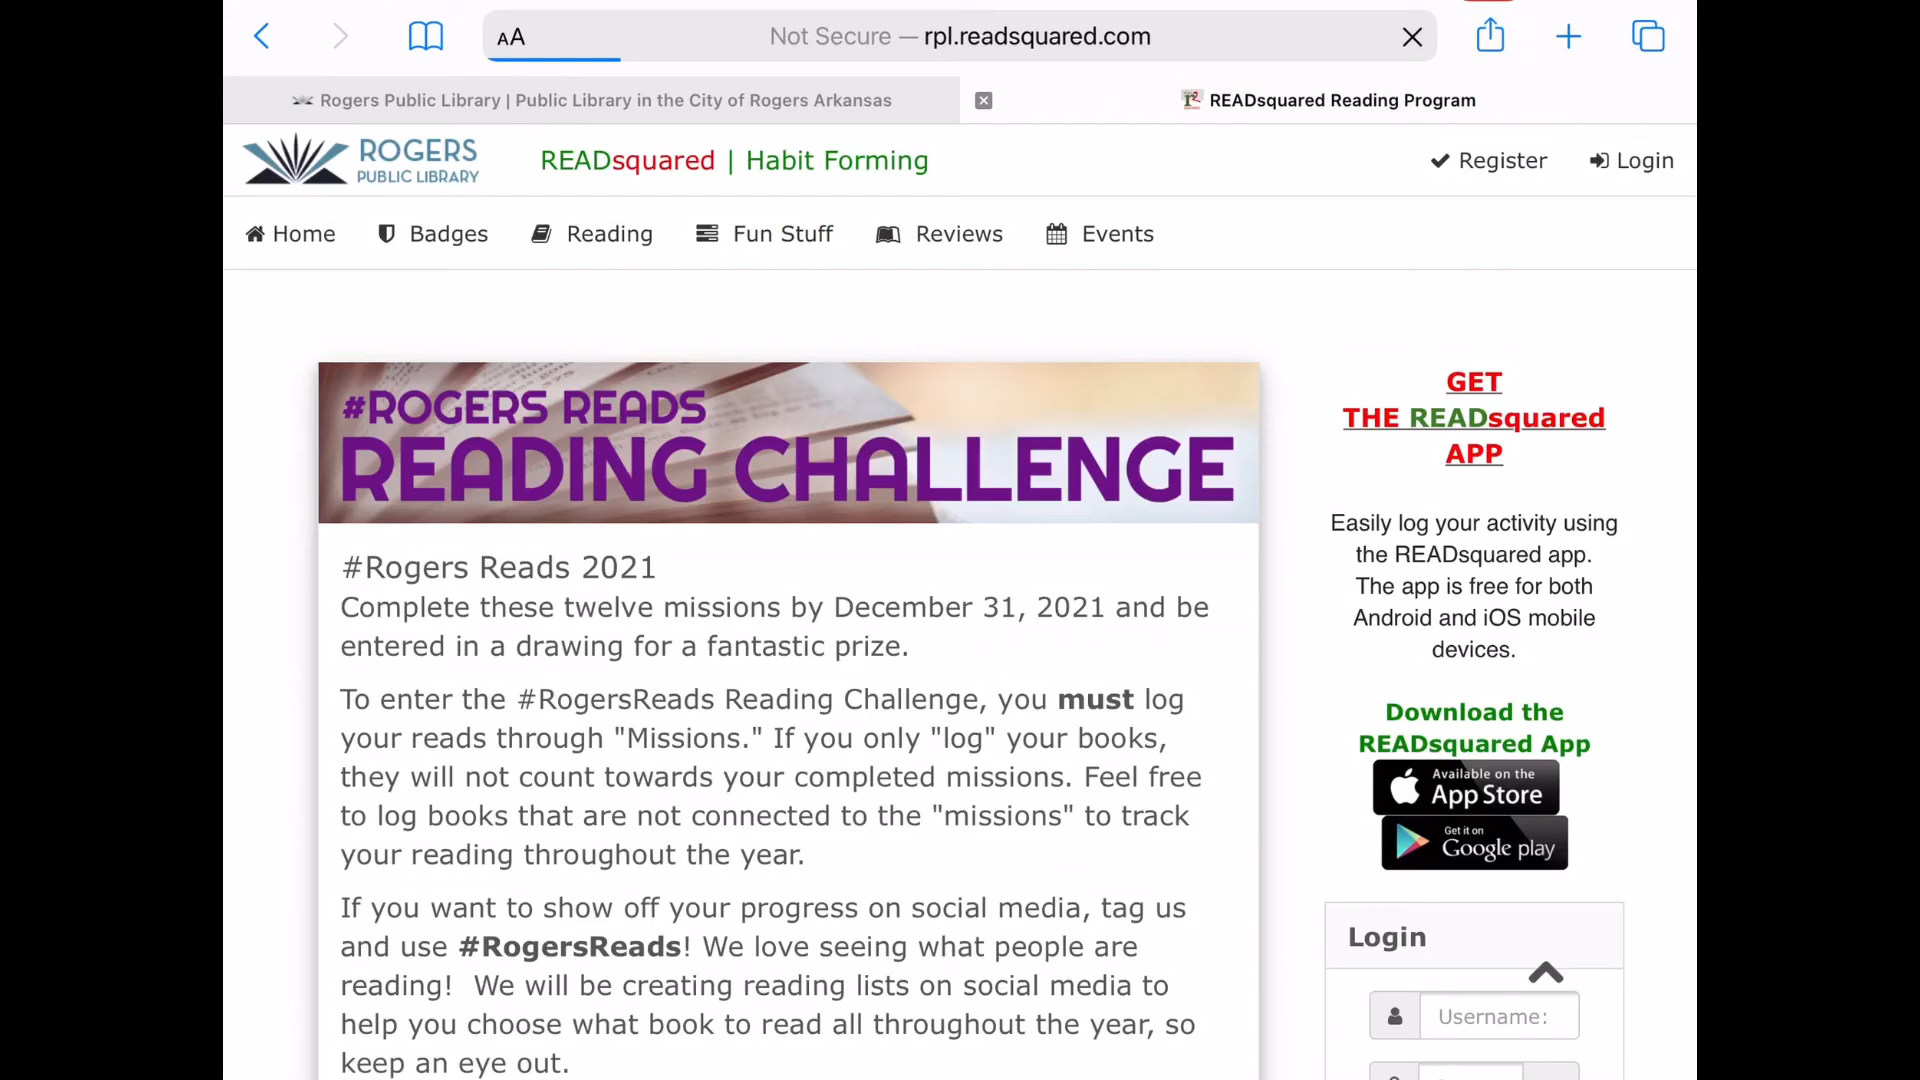 AA Not Secure — rpl.readsquared.com
Rogers Public Library | Public Library in the City of Rogers Arkansas
READsquared Reading Program
ROGERS
PUBLIC LIBRARY
READsquared | Habit Forming
Register
Login
Home
Badges
Reading
Fun Stuff
Reviews
Events
#ROGERS READS
READING CHALLENGE
#Rogers Reads 2021
Complete these twelve missions by December 31, 2021 and be
entered in a drawing for a fantastic prize.
To enter the #RogersReads Reading Challenge, you must log
your reads through "Missions." If you only "log" your books,
they will not count towards your completed missions. Feel free
to log books that are not connected to the "missions" to track
your reading throughout the year.
If you want to show off your progress on social media, tag us
and use #RogersReads! We love seeing what people are
reading!  We will be creating reading lists on social media to
help you choose what book to read all throughout the year, so
keep an eye out.
GET
THE READsquared
APP
Easily log your activity using
the READsquared app.
The app is free for both
Android and iOS mobile
devices.
Download the
READsquared App
Available on the
App Store
Get it on
Google play
Login
Username: